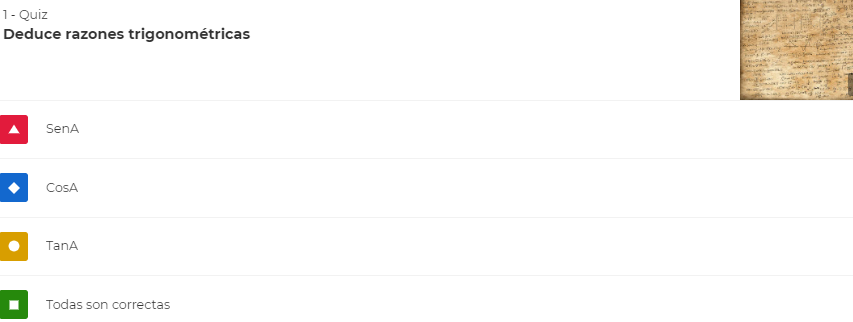 1 - Quiz
Deduce razones trigonométricas
SenA
CosA
TanA
Todas son correctas